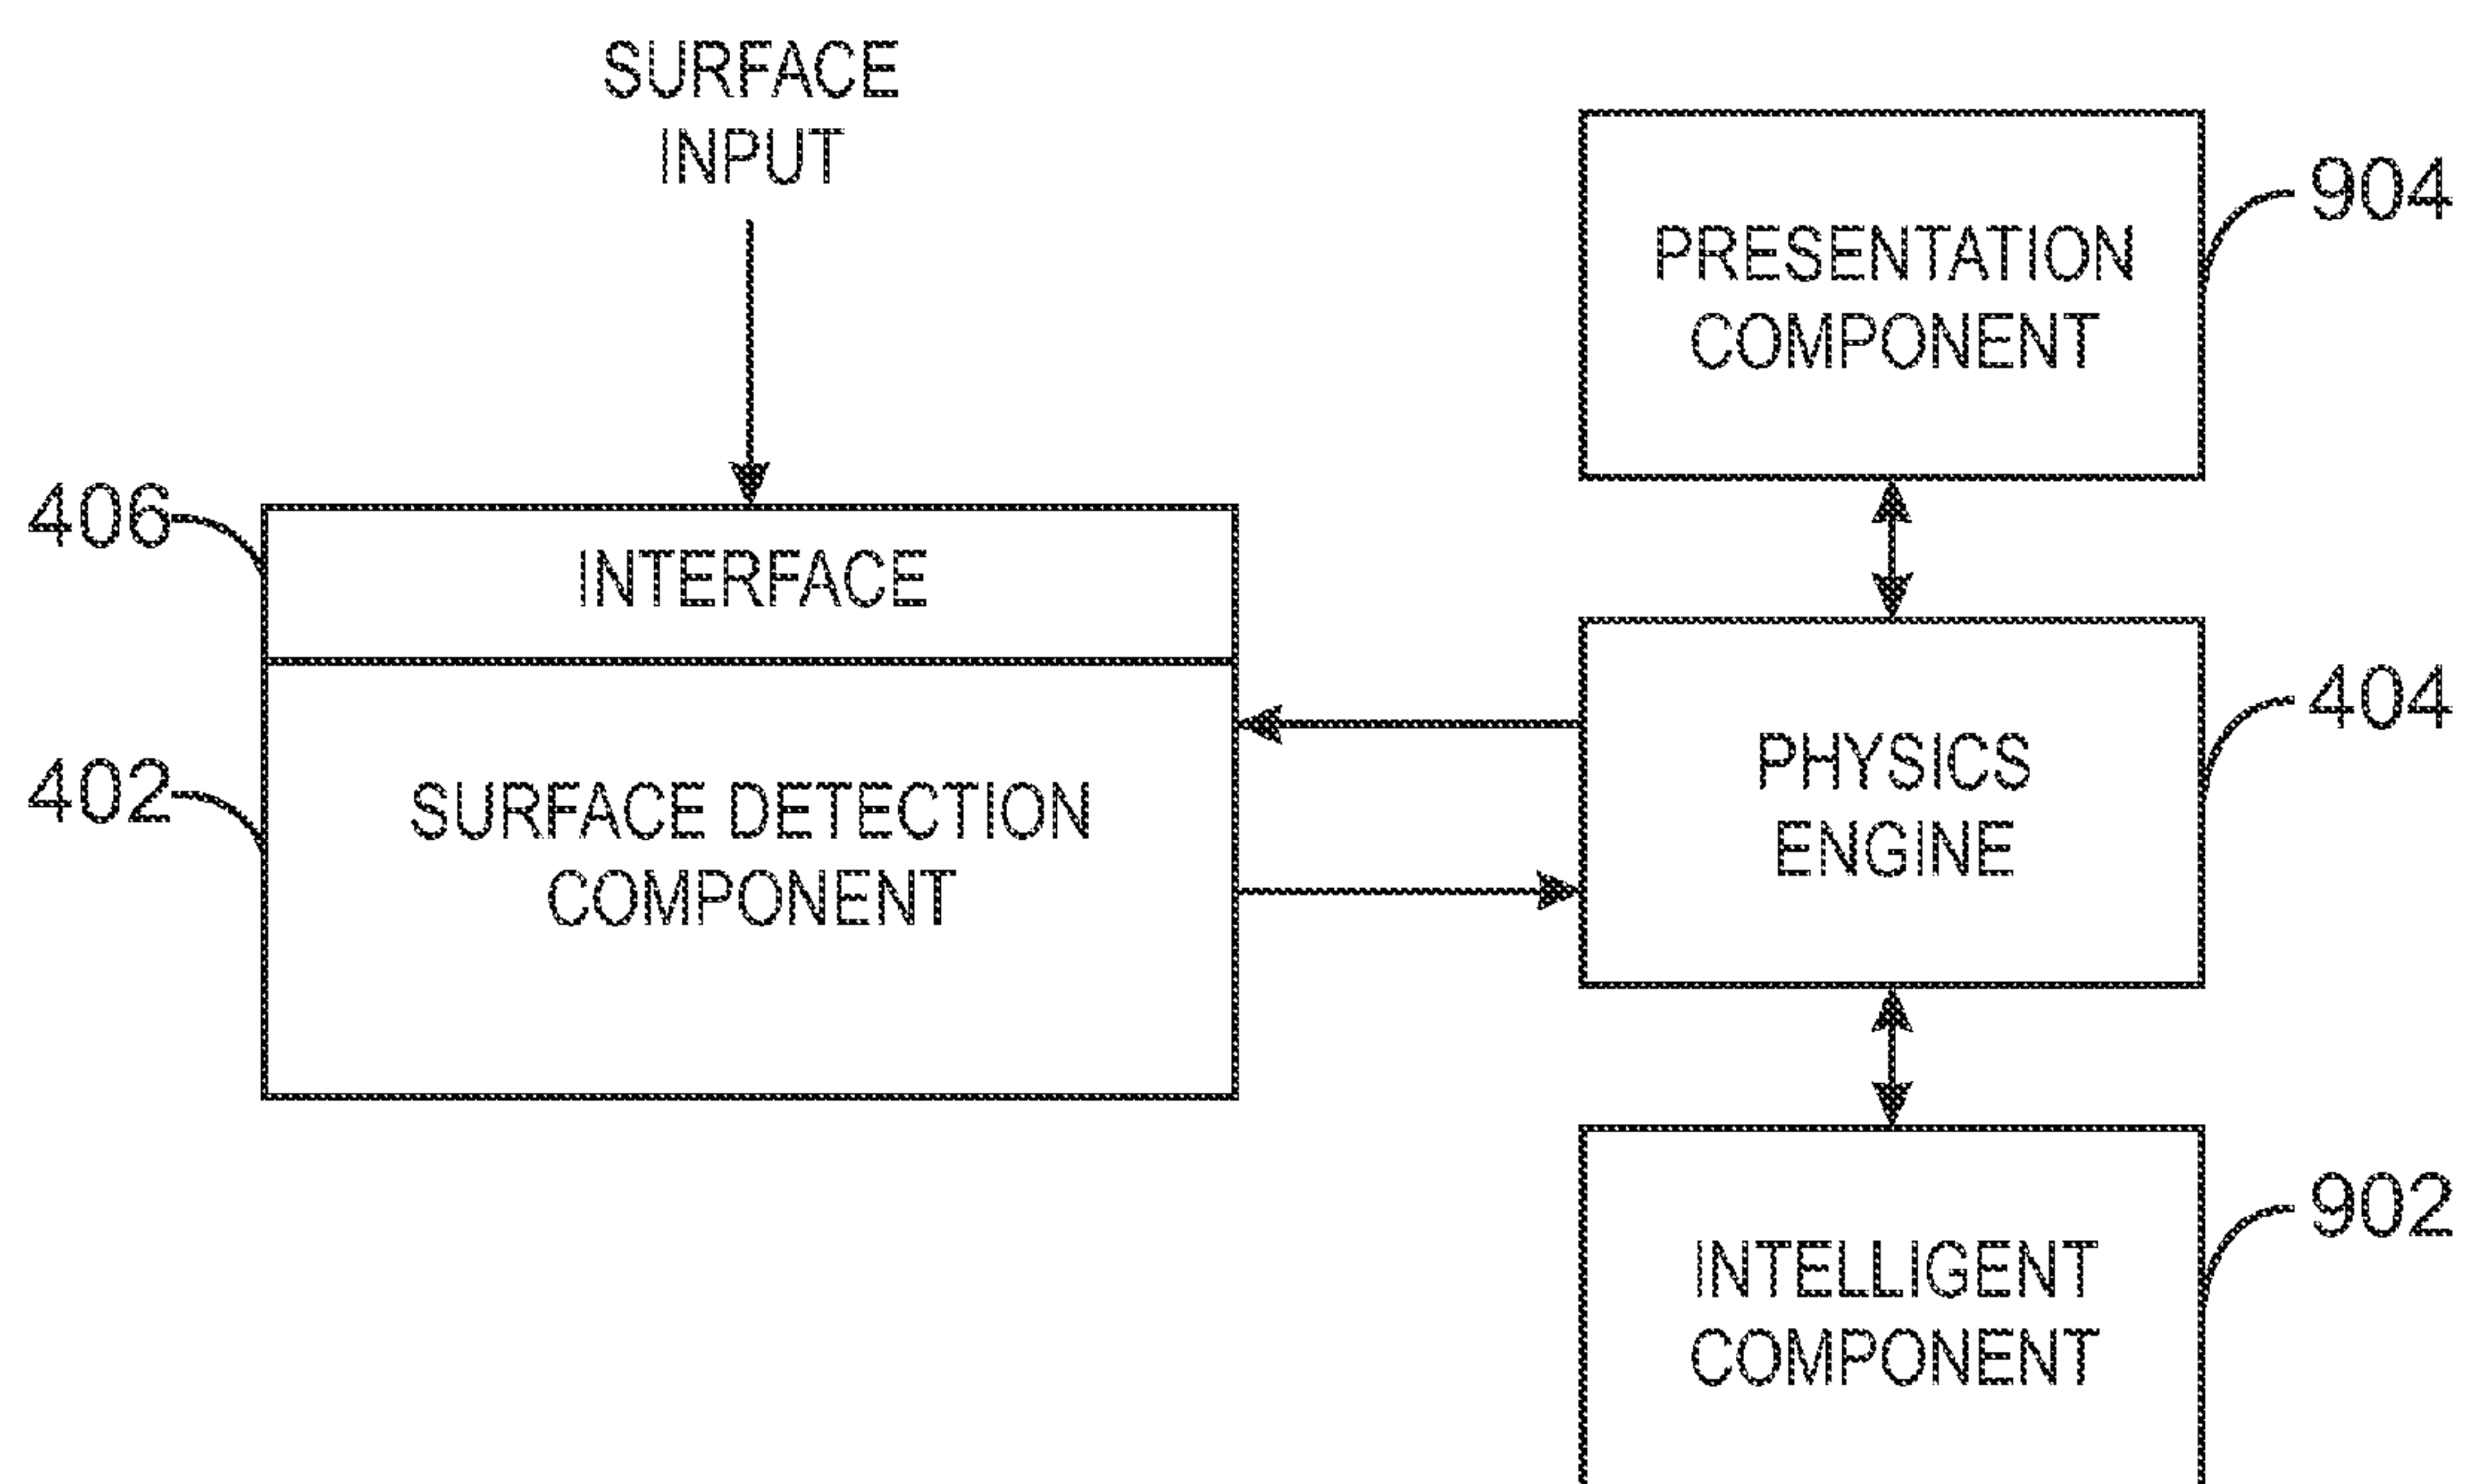 SURFACE
INPUT
406
INTERFACE
402
SURFACE DETECTION
COMPONENT
PRESENTATION
COMPONENT
904
PHYSICS
ENGINE
404
INTELLIGENT
COMPONENT
902